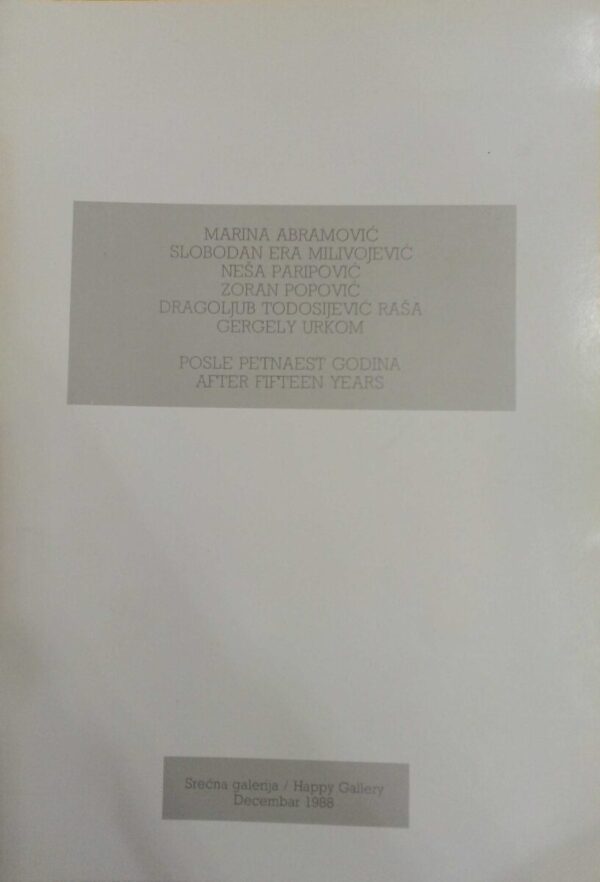 MARINA ABRAMOVIĆ
SLOBODAN ERA MILIVOJEVIĆ
NEŠA PARIPOVIĆ
ZORAN POPOVIĆ
DRAGOLJUB TODOSIJEVIĆ RAŠA
GERGELY URKOM
POSLE PETNAEST GODINA
AFTER FIFTEEN YEARS
Srećna galerija / Happy Gallery
Decembar 1988